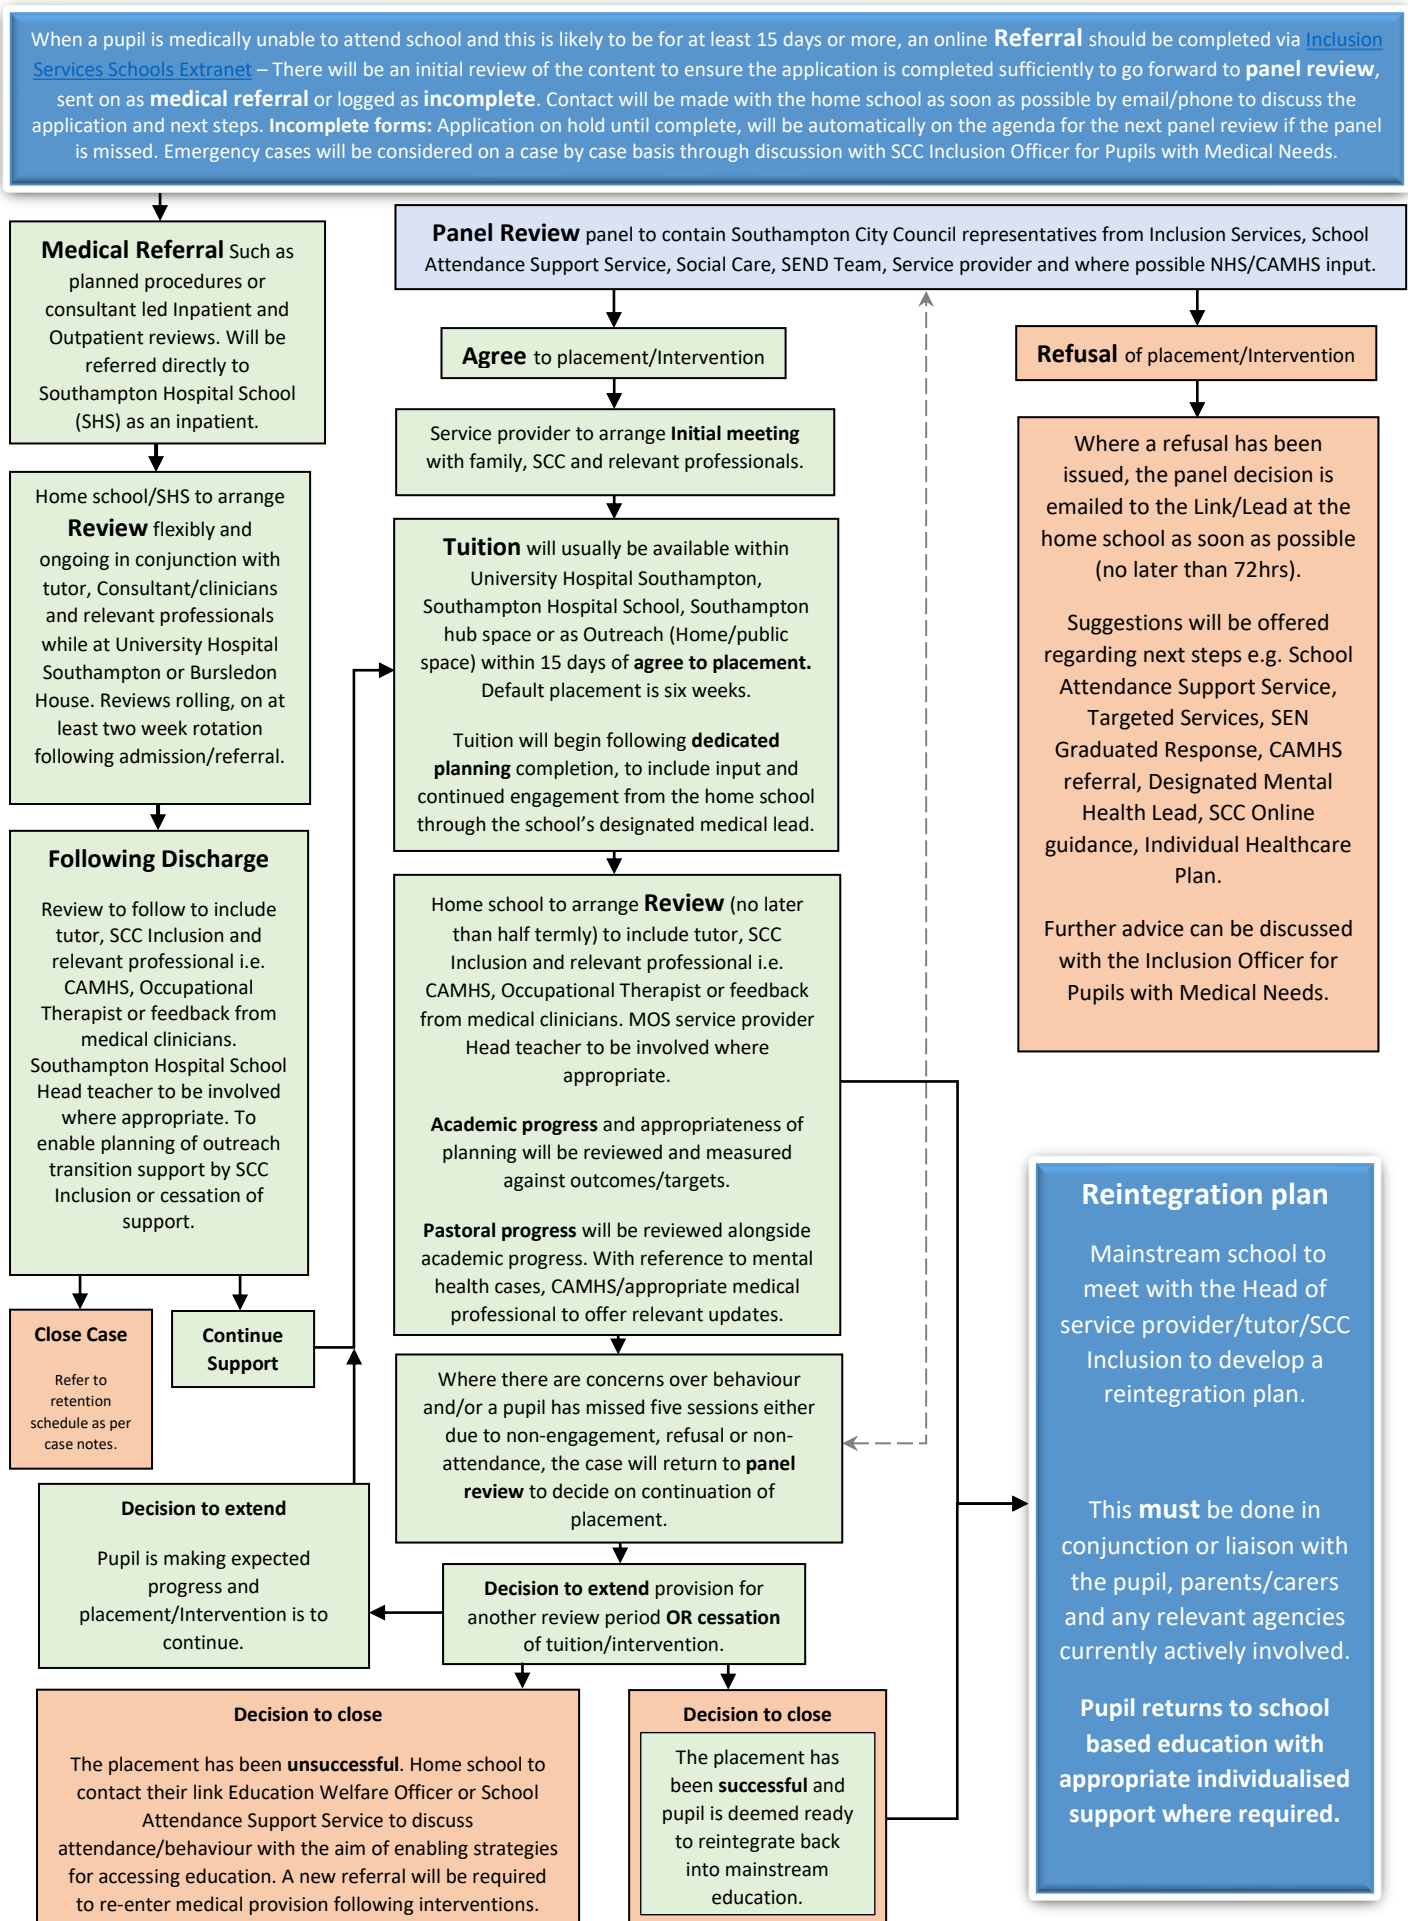 When a pupil is medically unable to attend school and this is likely to be for at least 15 days or more, an online Referral should be completed via Inclusion
Services Schools Extranet – There will be an initial review of the content to ensure the application is completed sufficiently to go forward to panel review,
sent on as medical referral or logged as incomplete. Contact will be made with the home school as soon as possible by email/phone to discuss the
application and next steps. Incomplete forms: Application on hold until complete, will be automatically on the agenda for the next panel review if the panel
is missed. Emergency cases will be considered on a case by case basis through discussion with SCC Inclusion Officer for Pupils with Medical Needs.
Medical Referral Such as
planned procedures or
consultant led Inpatient and
Outpatient reviews. Will be
referred directly to
Southampton Hospital School
(SHS) as an inpatient.
Home school/SHS to arrange
Review flexibly and
ongoing in conjunction with
tutor, Consultant/clinicians
and relevant professionals
while at University Hospital
Southampton or Bursledon
House. Reviews rolling, on at
least two week rotation
following admission/referral.
Following Discharge
Review to follow to include
tutor, SCC Inclusion and
relevant professional i.e.
CAMHS, Occupational
Therapist or feedback from
medical clinicians.
Southampton Hospital School
Head teacher to be involved
where appropriate. To
enable planning of outreach
transition support by SCC
Inclusion or cessation of
support.
Close Case
Refer to
retention
schedule as per
case notes.
Continue
Support
Panel Review panel to contain Southampton City Council representatives from Inclusion Services, School
Attendance Support Service, Social Care, SEND Team, Service provider and where possible NHS/CAMHS input.
Agree to placement/Intervention
Service provider to arrange Initial meeting
with family, SCC and relevant professionals.
Tuition will usually be available within
University Hospital Southampton,
Southampton Hospital School, Southampton
hub space or as Outreach (Home/public
space) within 15 days of agree to placement.
Default placement is six weeks.
Tuition will begin following dedicated
planning completion, to include input and
continued engagement from the home school
through the school’s designated medical lead.
Home school to arrange Review (no later
than half termly) to include tutor, SCC
Inclusion and relevant professional i.e.
CAMHS, Occupational Therapist or feedback
from medical clinicians. MOS service provider
Head teacher to be involved where
appropriate.
Academic progress and appropriateness of
planning will be reviewed and measured
against outcomes/targets.
Pastoral progress will be reviewed alongside
academic progress. With reference to mental
health cases, CAMHS/appropriate medical
professional to offer relevant updates.
Where there are concerns over behaviour
and/or a pupil has missed five sessions either
due to non-engagement, refusal or non-
attendance, the case will return to panel
review to decide on continuation of
placement.
Decision to extend provision for
another review period OR cessation
of tuition/intervention.
Decision to extend
Pupil is making expected
progress and
placement/Intervention is to
continue.
Decision to close
The placement has been unsuccessful. Home school to
contact their link Education Welfare Officer or School
Attendance Support Service to discuss
attendance/behaviour with the aim of enabling strategies
for accessing education. A new referral will be required
to re-enter medical provision following interventions.
Decision to close
The placement has
been successful and
pupil is deemed ready
to reintegrate back
into mainstream
education.
Refusal of placement/Intervention
Where a refusal has been
issued, the panel decision is
emailed to the Link/Lead at the
home school as soon as possible
(no later than 72hrs).
Suggestions will be offered
regarding next steps e.g. School
Attendance Support Service,
Targeted Services, SEN
Graduated Response, CAMHS
referral, Designated Mental
Health Lead, SCC Online
guidance, Individual Healthcare
Plan.
Further advice can be discussed
with the Inclusion Officer for
Pupils with Medical Needs.
Reintegration plan
Mainstream school to
meet with the Head of
service provider/tutor/SCC
Inclusion to develop a
reintegration plan.
This must be done in
conjunction or liaison with
the pupil, parents/carers
and any relevant agencies
currently actively involved.
Pupil returns to school
based education with
appropriate individualised
support where required.